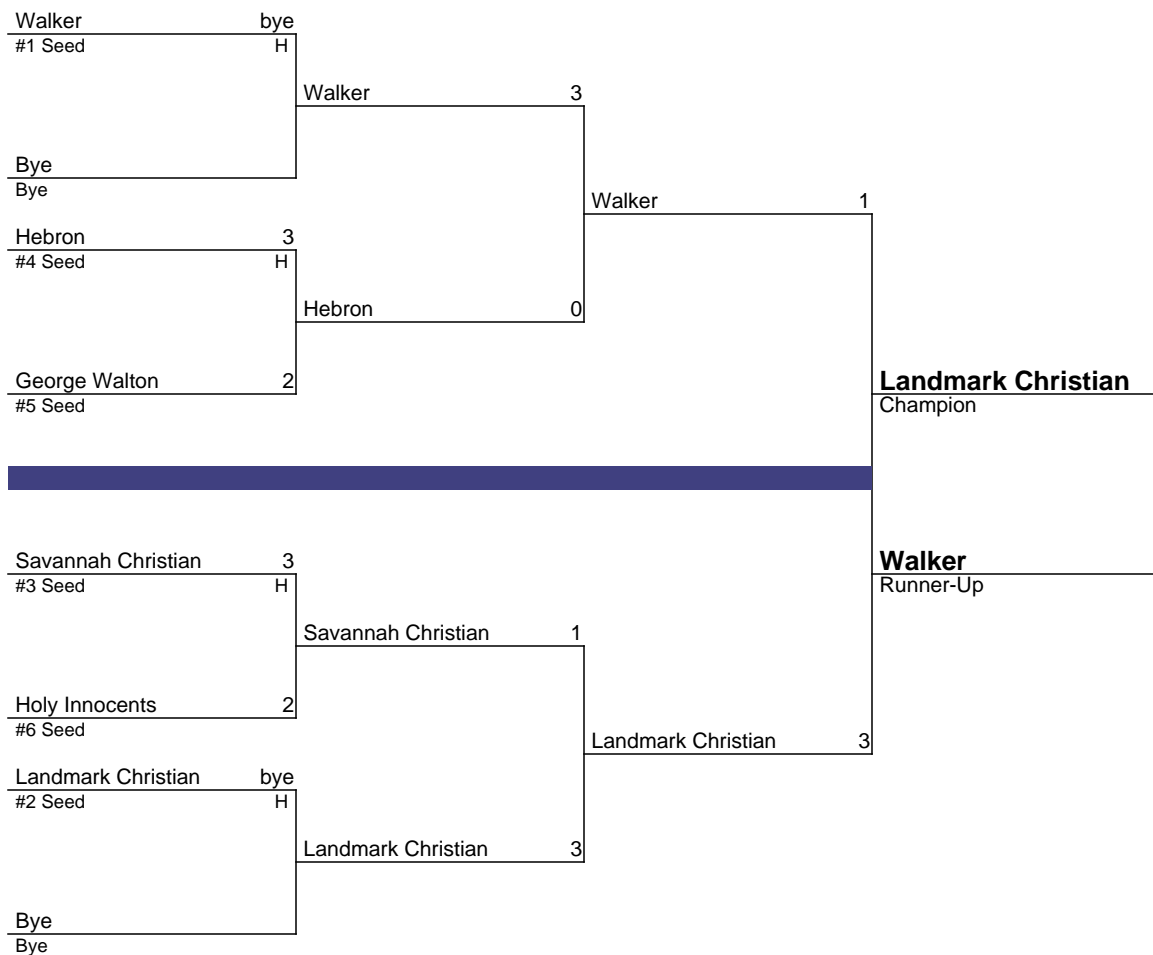 Walker bye
#1 Seed H
Walker 3
Bye
Bye
Walker 1
Hebron 3
#4 Seed H
Hebron 0
George Walton 2
#5 Seed
Landmark Christian
Champion
Savannah Christian 3
#3 Seed H
Walker
Runner-Up
Savannah Christian 1
Holy Innocents 2
#6 Seed
Landmark Christian 3
Landmark Christian bye
#2 Seed H
Landmark Christian 3
Bye
Bye